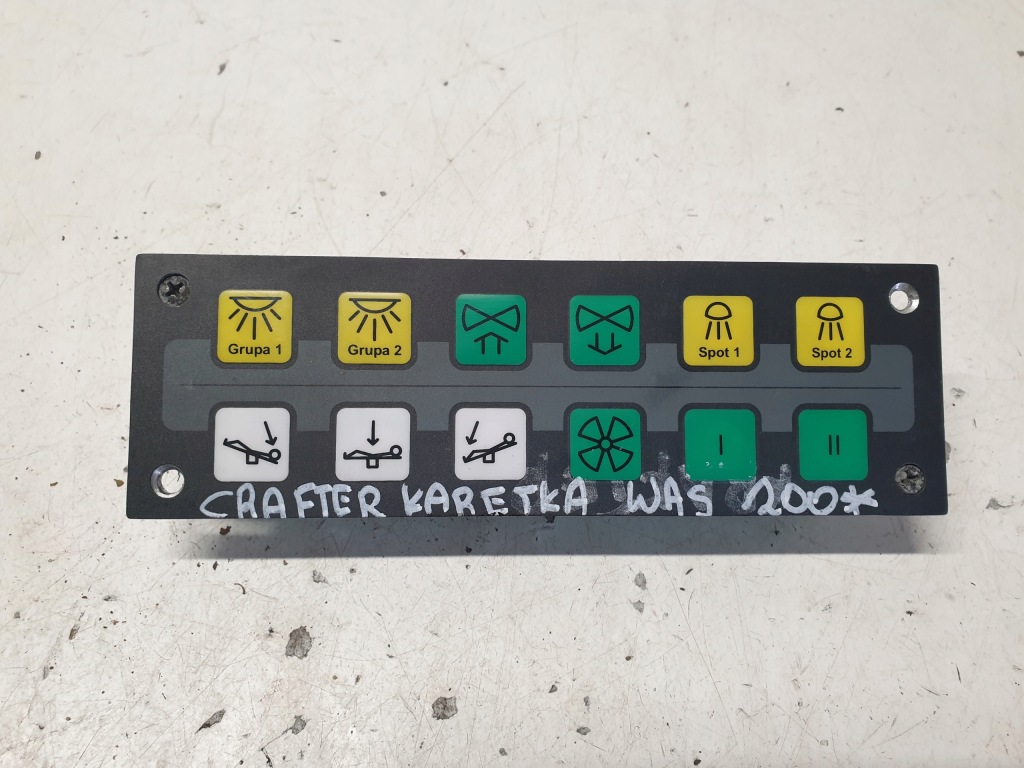 Grupa 1 Grupa 2 Spot 1 Spot 2
I II
CRAFTER KARETKA WAS 200*